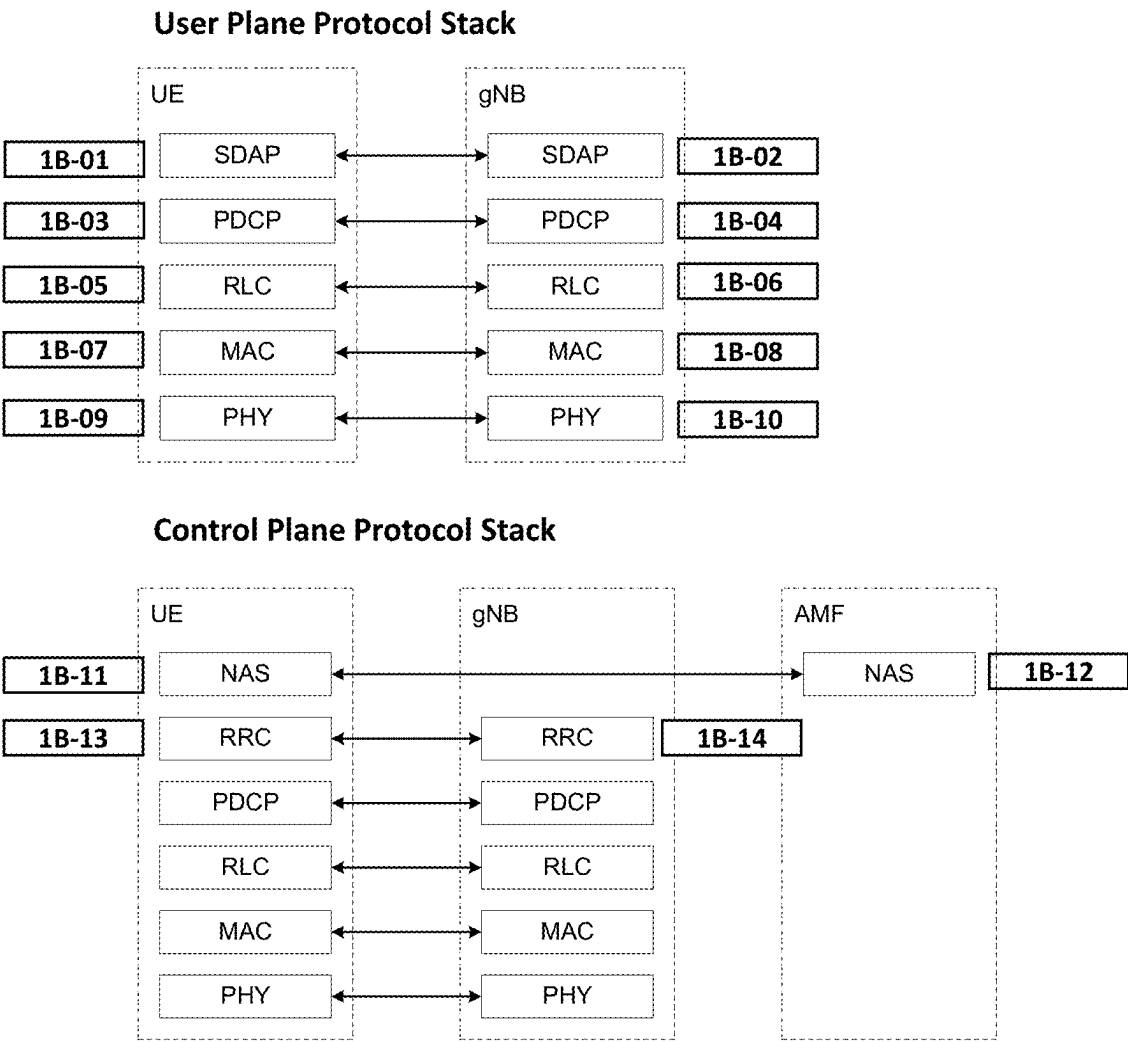 User Plane Protocol Stack
UE gNB
1B-01 SDAP SDAP 1B-02
1B-03 PDCP PDCP 1B-04
1B-05 RLC RLC 1B-06
1B-07 MAC MAC 1B-08
1B-09 PHY PHY 1B-10
Control Plane Protocol Stack
UE gNB AMF
1B-11 NAS NAS 1B-12
1B-13 RRC RRC 1B-14
PDCP PDCP
RLC RLC
MAC MAC
PHY PHY